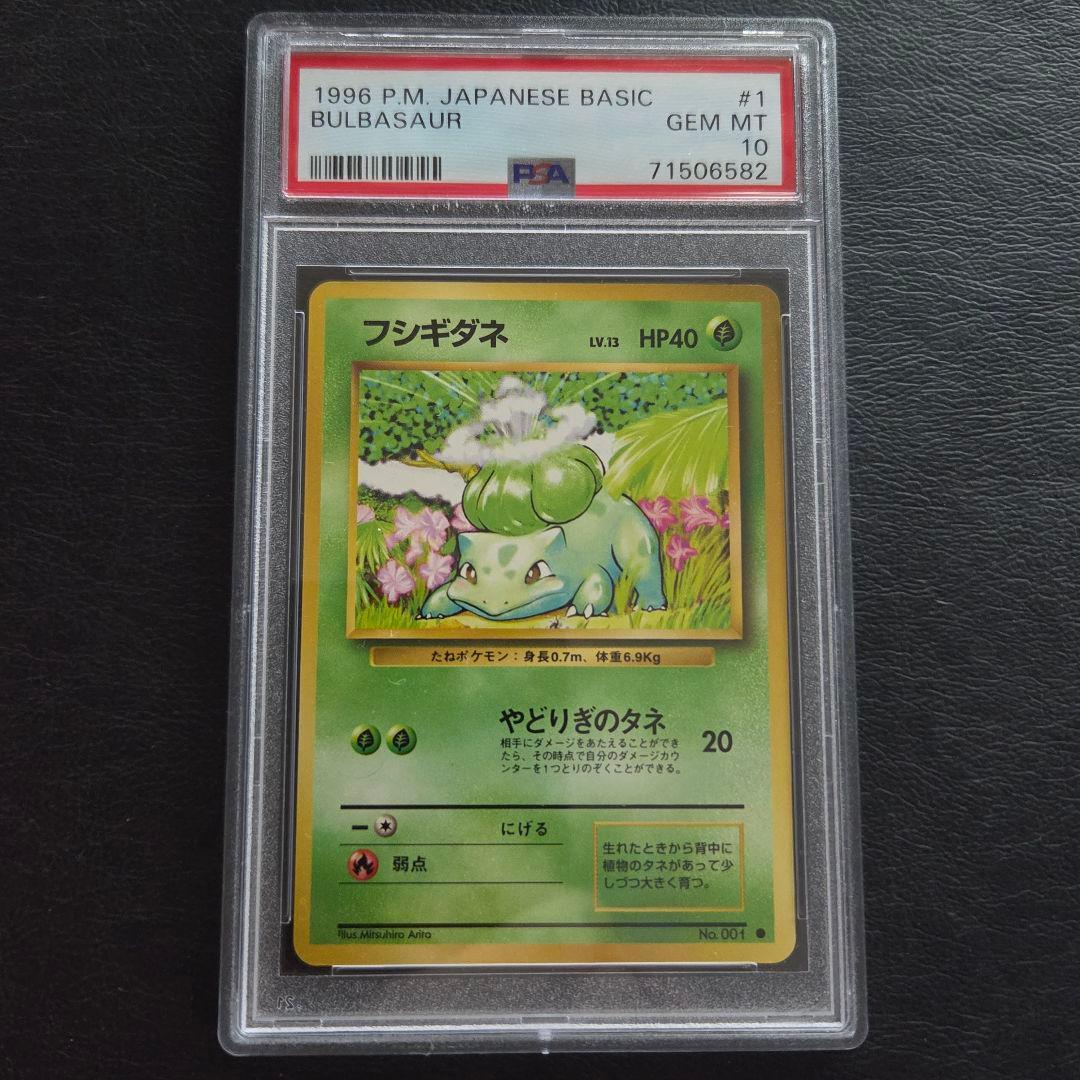 1996 P.M. JAPANESE BASIC #1
BULBASAUR GEM MT
10
PSA 71506582
フシギダネ LV.13 HP40
たねポケモン：身長0.7m、体重6.9Kg
やどりぎのタネ 20
相手にダメージをあたえることができ
たら、その時点で自分のダメージカウ
ンターを1つとりのぞくことができる。
にげる
弱点
生れたときから背中に
植物のタネがあって少
しづつ大きく育つ。
Illus.Mitsuhiro Arita No.001 ●